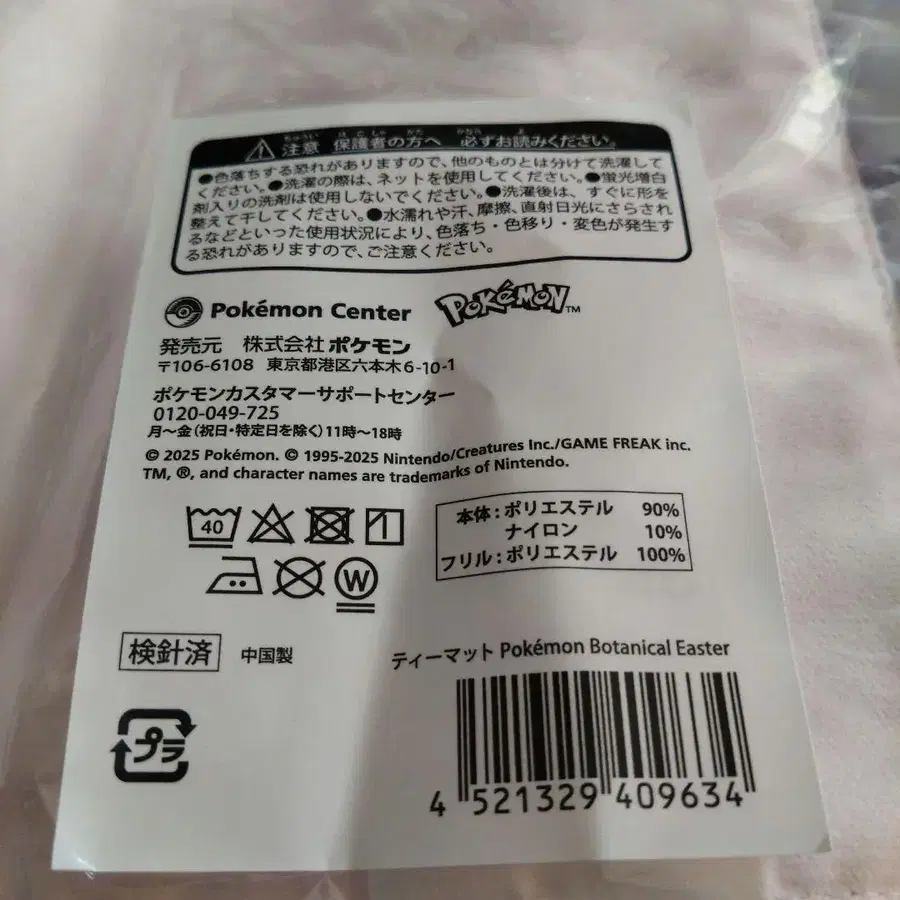 注意 保護者の方へ 必ずお読みください。
●色落ちする恐れがありますので、他のものとは分けて洗濯して
ください。●洗濯の際は、ネットを使用してください。●蛍光増白
剤入りの洗剤は使用しないでください。●洗濯後は、すぐに形を
整えて干してください。●水濡れや汗、摩擦、直射日光にさらされ
るなどといった使用状況により、色落ち・色移り・変色が発生す
る恐れがありますので、ご注意ください。
Pokémon Center POKéMON™
発売元 株式会社ポケモン
〒106-6108 東京都港区六本木6-10-1
ポケモンカスタマーサポートセンター
0120-049-725
月~金(祝日・特定日を除く)11時~18時
© 2025 Pokémon. © 1995-2025 Nintendo/Creatures Inc./GAME FREAK inc.
TM, ®, and character names are trademarks of Nintendo.
40
W
本体:ポリエステル 90%
ナイロン 10%
フリル:ポリエステル 100%
検針済 中国製
ティーマット Pokémon Botanical Easter
プラ
4 521329 409634